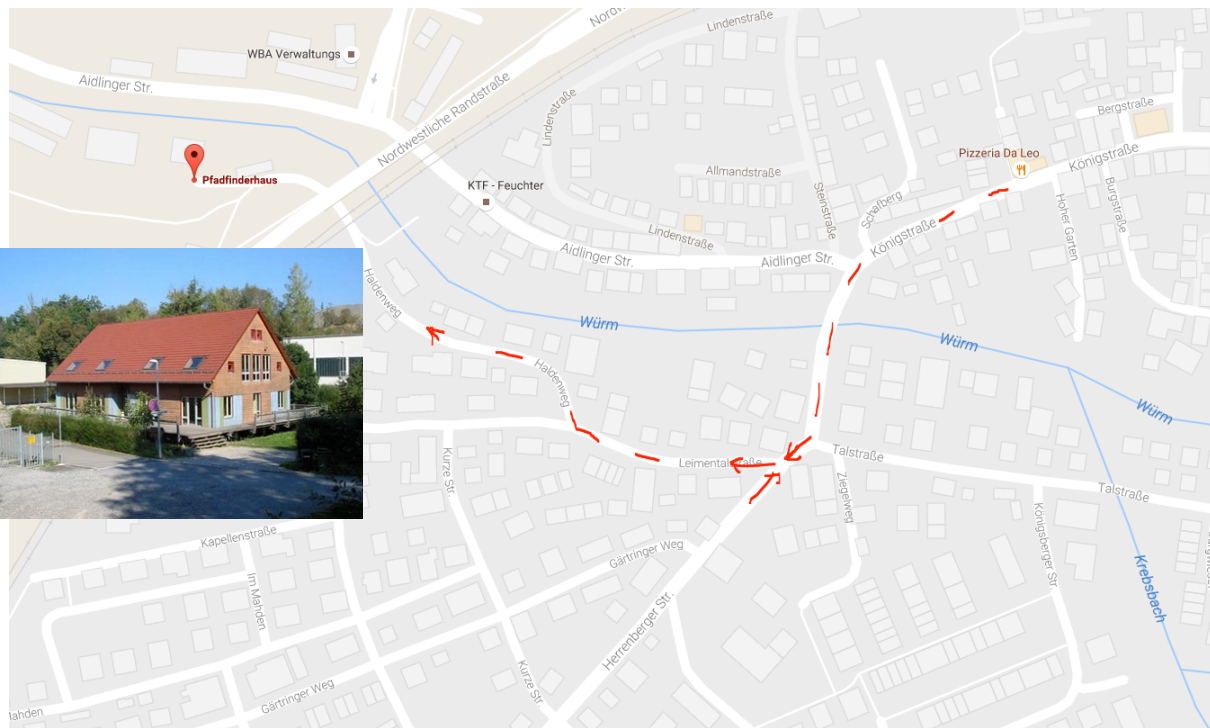 Lindenstraße
WBA Verwaltungs
Aidlinger Str.
Nordwestliche Randstraße
Lindenstraße
Bergstraße
Pizzeria Da Leo
Königstraße
Allmandstraße
Pfadfinderhaus
KTF - Feuchter
Steinstraße
Schafberg
Hoher Garten
Burgstraße
Lindenstraße
Königstraße
Aidlinger Str.
Aidlinger Str.
Haldenweg
Würm
Würm
Würm
Haldenweg
Leimentalstraße
Talstraße
Kurze Str.
Ziegelweg
Talstraße
Königsberger Str.
Kapellenstraße
Gärtringer Weg
Im Mahden
Krebsbach
Herrenberger Str.
Kurze Str
Gärtringer Weg
Mahden